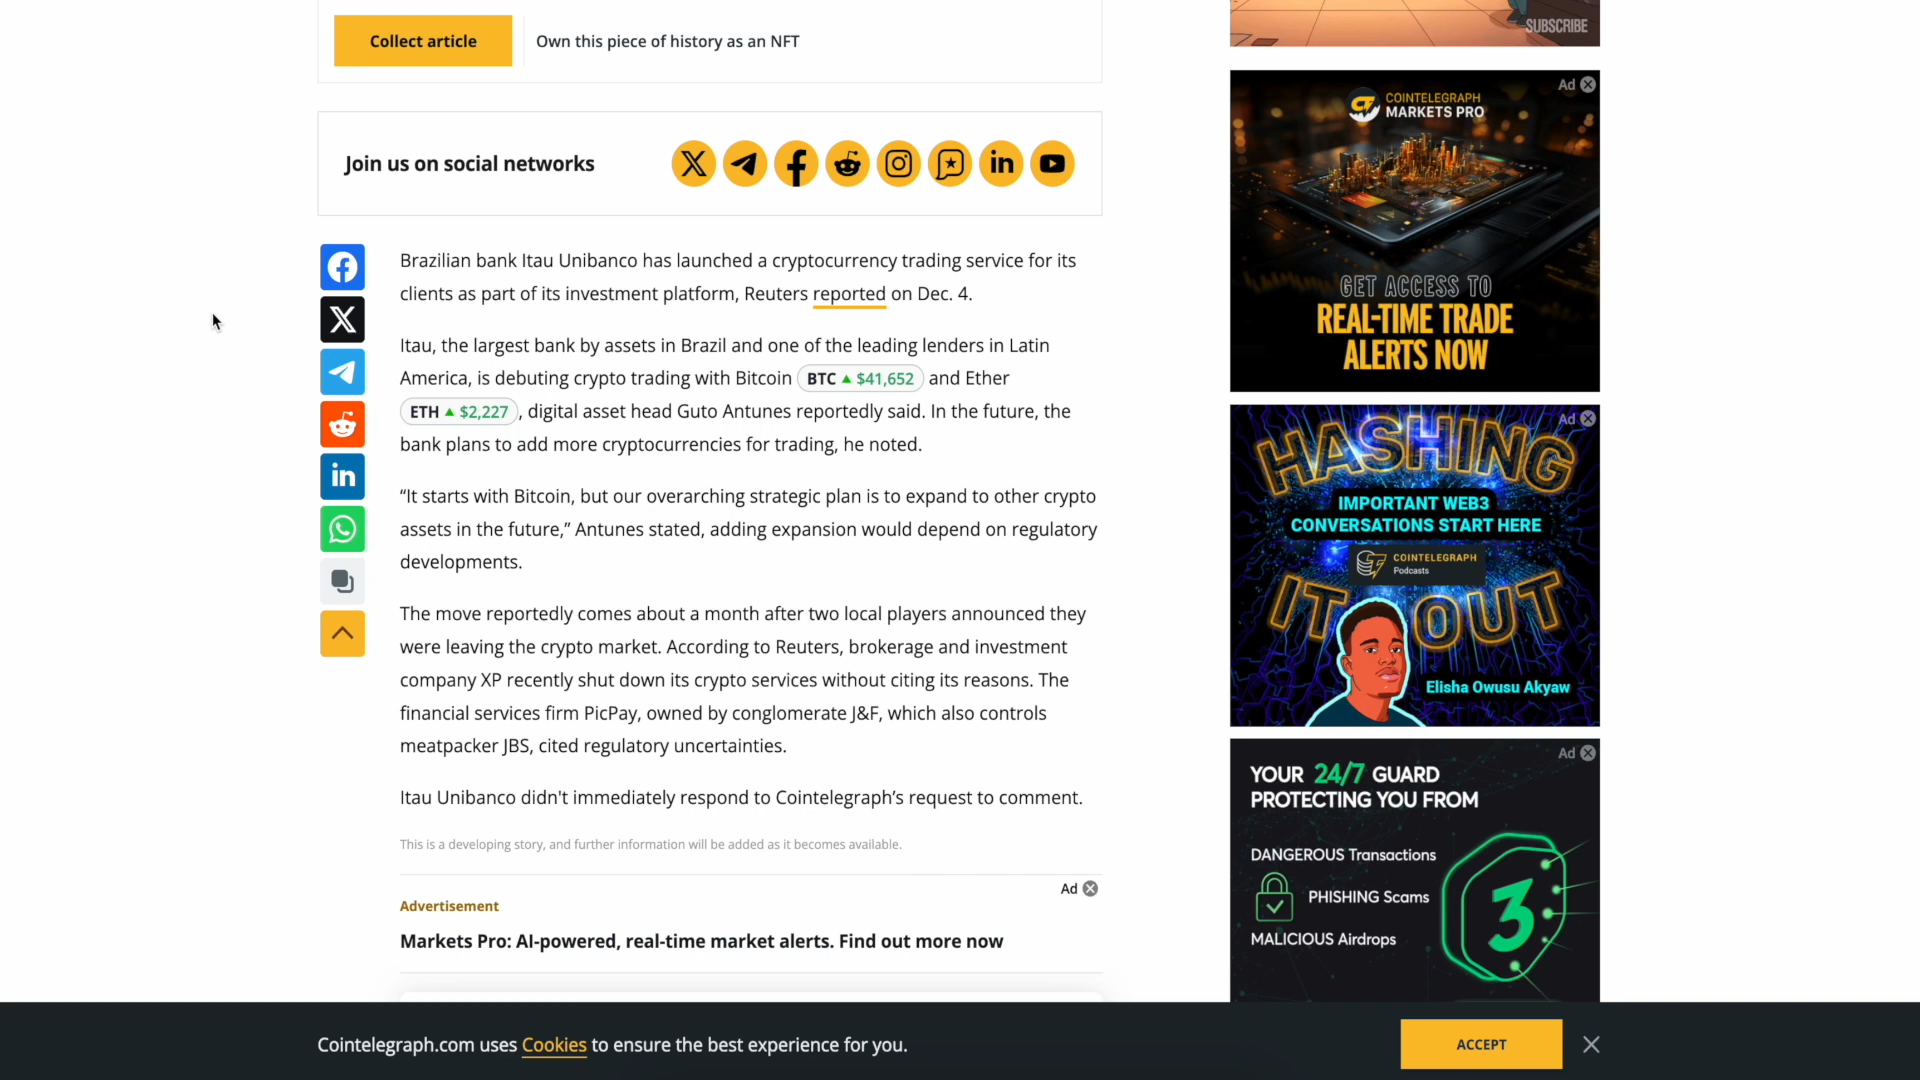 Collect article
Own this piece of history as an NFT
Join us on social networks
Brazilian bank Itau Unibanco has launched a cryptocurrency trading service for its
clients as part of its investment platform, Reuters reported on Dec. 4.
Itau, the largest bank by assets in Brazil and one of the leading lenders in Latin
America, is debuting crypto trading with Bitcoin BTC ▲ $41,652 and Ether
ETH ▲ $2,227 , digital asset head Guto Antunes reportedly said. In the future, the
bank plans to add more cryptocurrencies for trading, he noted.
“It starts with Bitcoin, but our overarching strategic plan is to expand to other crypto
assets in the future,” Antunes stated, adding expansion would depend on regulatory
developments.
The move reportedly comes about a month after two local players announced they
were leaving the crypto market. According to Reuters, brokerage and investment
company XP recently shut down its crypto services without citing its reasons. The
financial services firm PicPay, owned by conglomerate J&F, which also controls
meatpacker JBS, cited regulatory uncertainties.
Itau Unibanco didn't immediately respond to Cointelegraph’s request to comment.
This is a developing story, and further information will be added as it becomes available.
Ad
Advertisement
Markets Pro: AI-powered, real-time market alerts. Find out more now
SUBSCRIBE
Ad
COINTELEGRAPH
MARKETS PRO
GET ACCESS TO
REAL-TIME TRADE
ALERTS NOW
Ad
HASHING
IMPORTANT WEB3
CONVERSATIONS START HERE
COINTELEGRAPH
Podcasts
IT OUT
Elisha Owusu Akyaw
Ad
YOUR 24/7 GUARD
PROTECTING YOU FROM
DANGEROUS Transactions
PHISHING Scams
MALICIOUS Airdrops
3
Cointelegraph.com uses Cookies to ensure the best experience for you.
ACCEPT